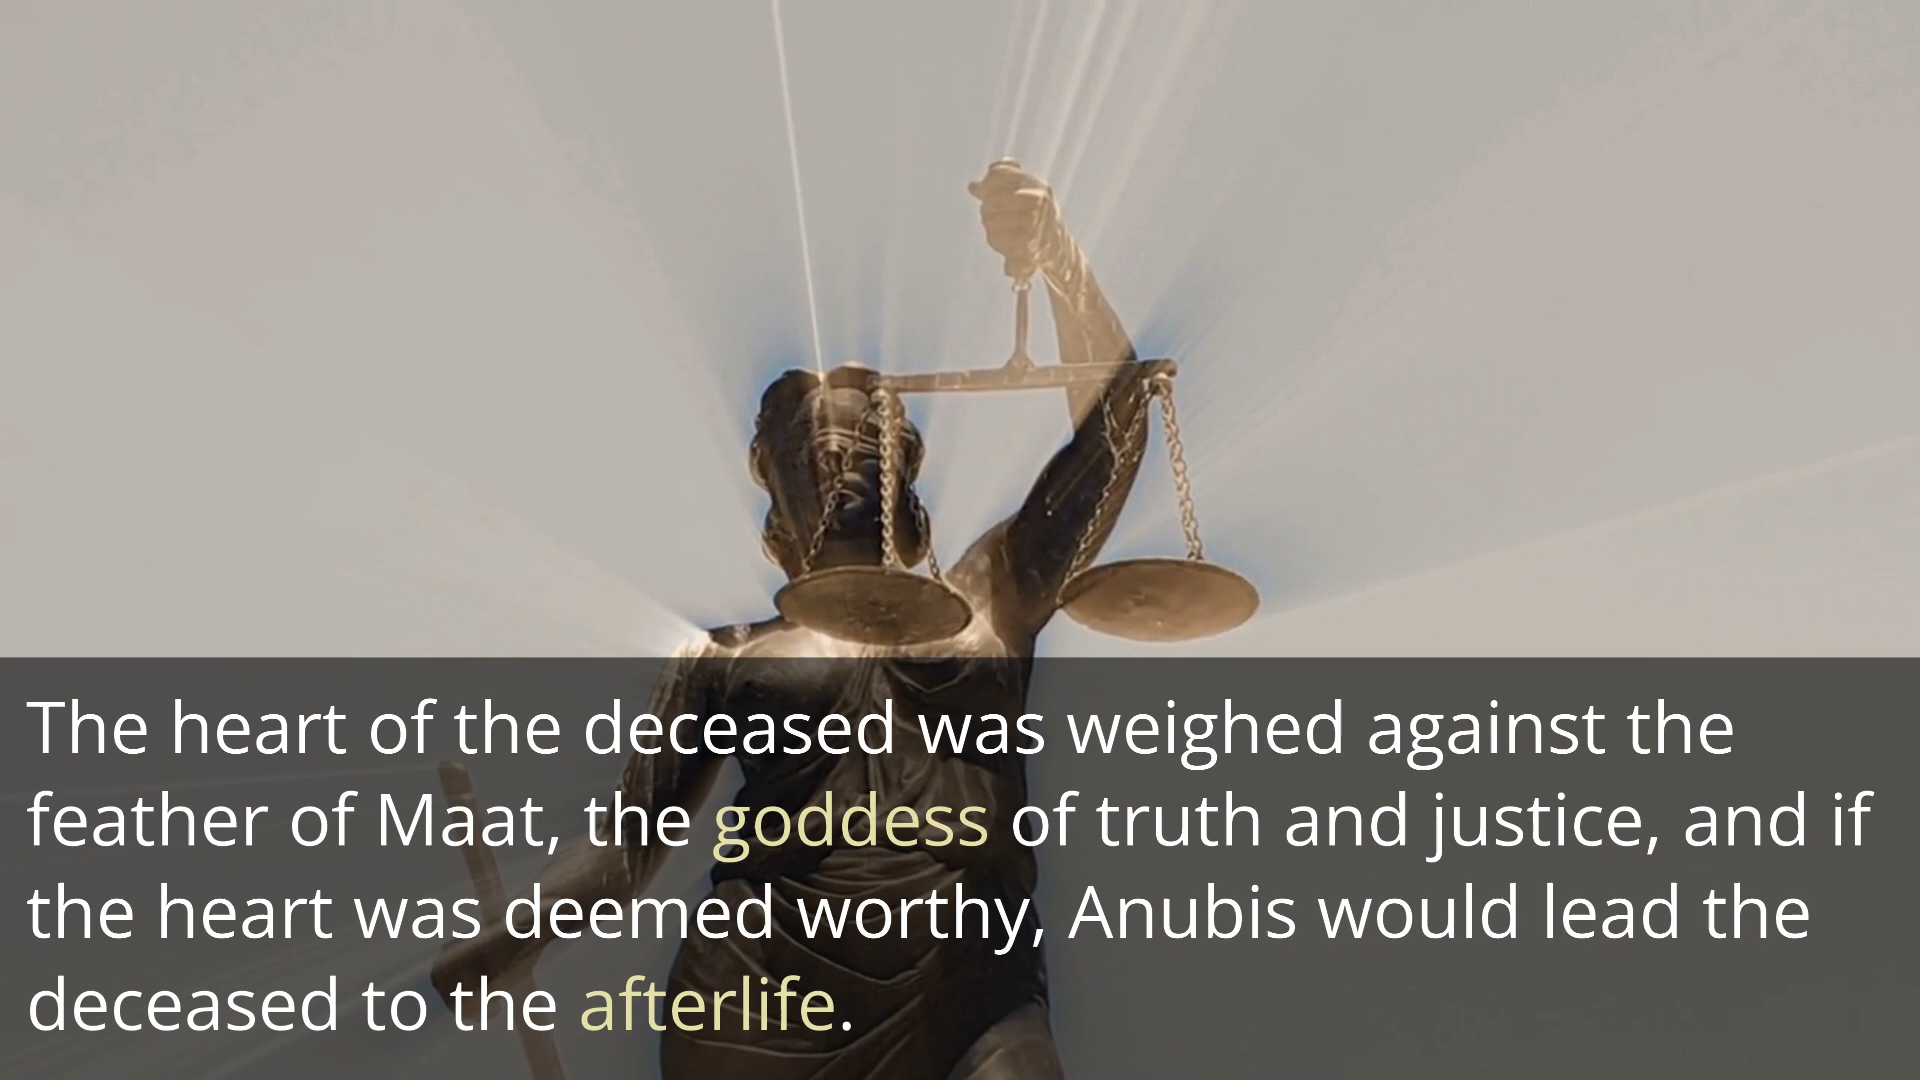 The heart of the deceased was weighed against the
feather of Maat, the goddess of truth and justice, and if
the heart was deemed worthy, Anubis would lead the
deceased to the afterlife.